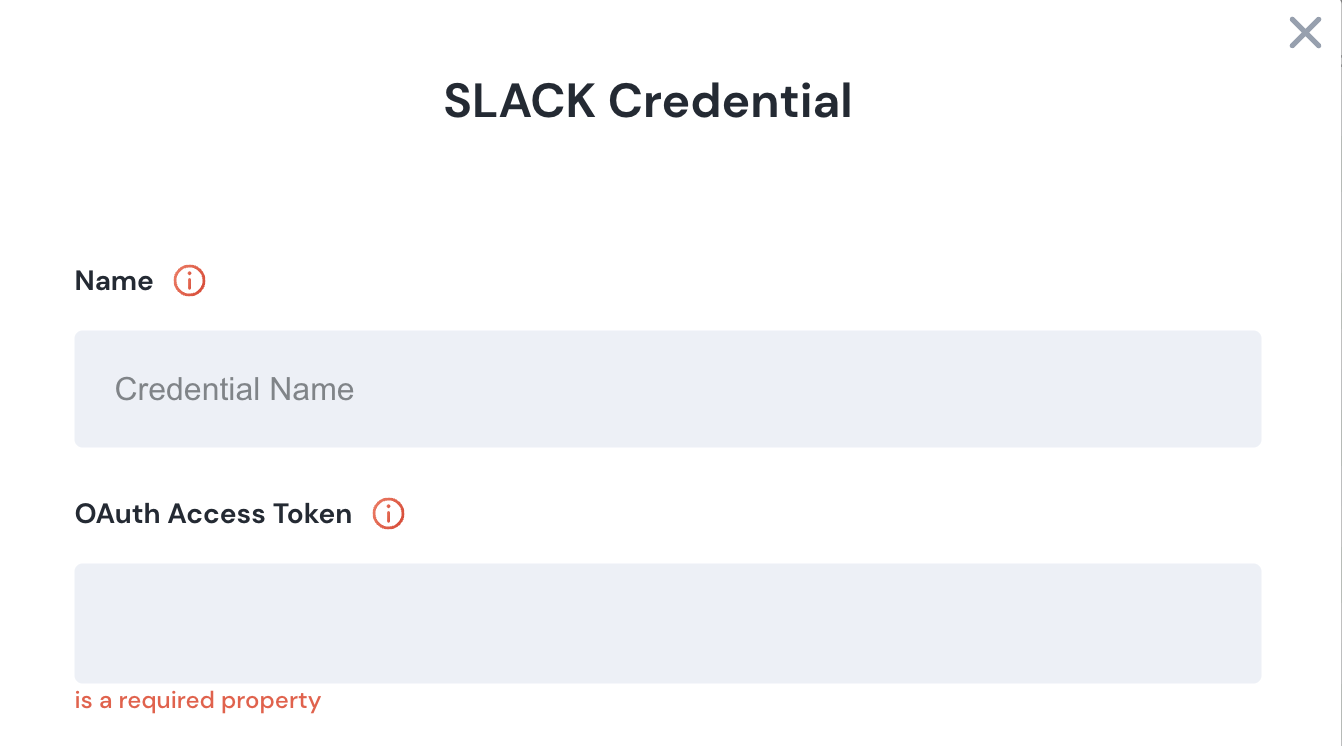 SLACK Credential
Name
Credential Name
OAuth Access Token
is a required property